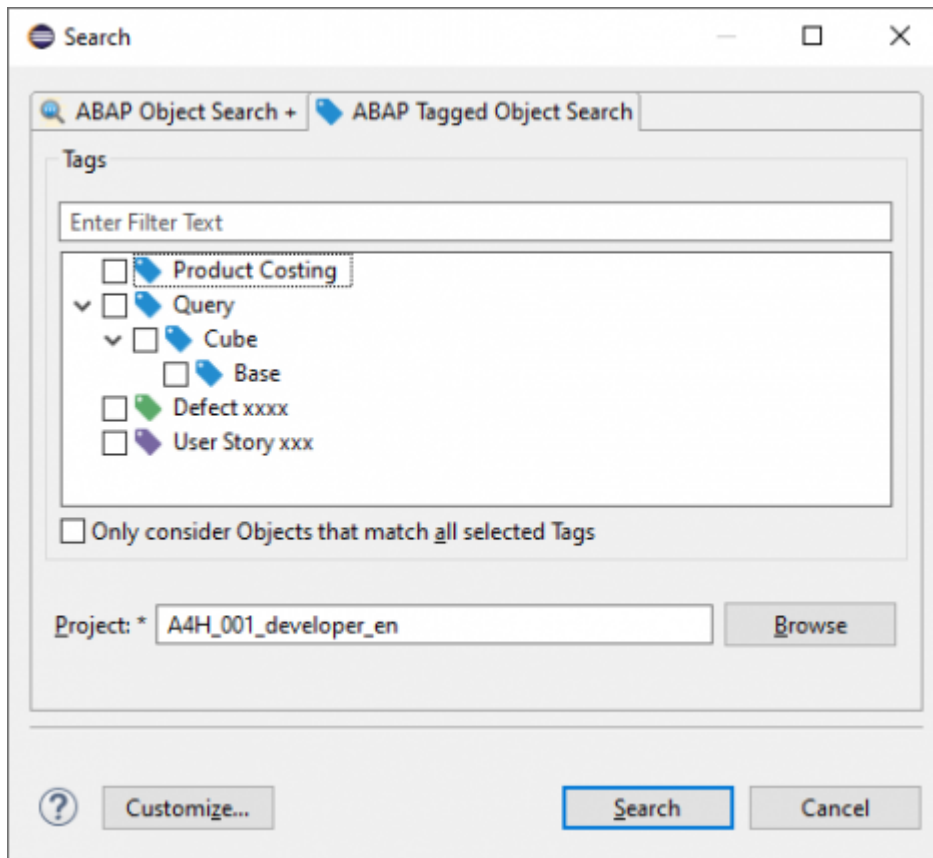 Search
ABAP Object Search +
ABAP Tagged Object Search
Tags
Enter Filter Text
Product Costing
Query
Cube
Base
Defect xxxx
User Story xxx
Only consider Objects that match all selected Tags
Project: * A4H_001_developer_en Browse
? Customize... Search Cancel